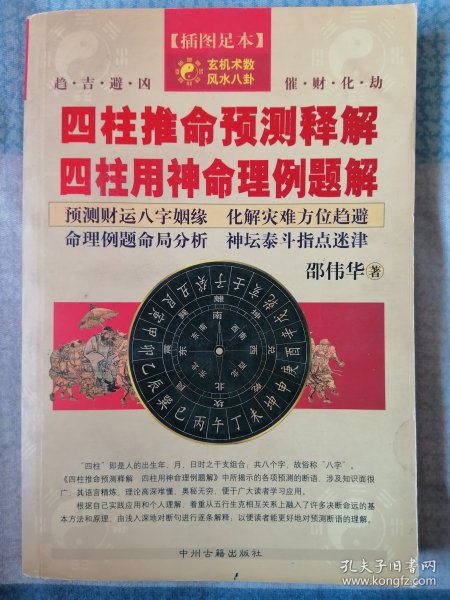 【插图足本】
玄机术数
风水八卦
趋·吉·避·凶
催·财·化·劫
四柱推命预测释解
四柱用神命理例题解
预测财运八字姻缘 化解灾难方位趋避
命理例题命局分析 神坛泰斗指点迷津
邵伟华 著
"四柱"即是人的出生年、月、日时之干支组合，共八个字，故俗称"八字"。
《四柱推命预测释解 四柱用神命理例题解》中所揭示的各项预测的断语，涉及知识面很
广，其语言精炼，理论高深难懂，奥秘无穷，便于广大读者学习应用。
根据自己实践应用和个人理解，着重从五行生克相互关系上融入了许多决断命运的基
本方法和原理，由浅入深地对断句进行逐条解释，以便读者能更好地对预测断语的理解。
中州古籍出版社
孔夫子旧书网
www.kongfz.com